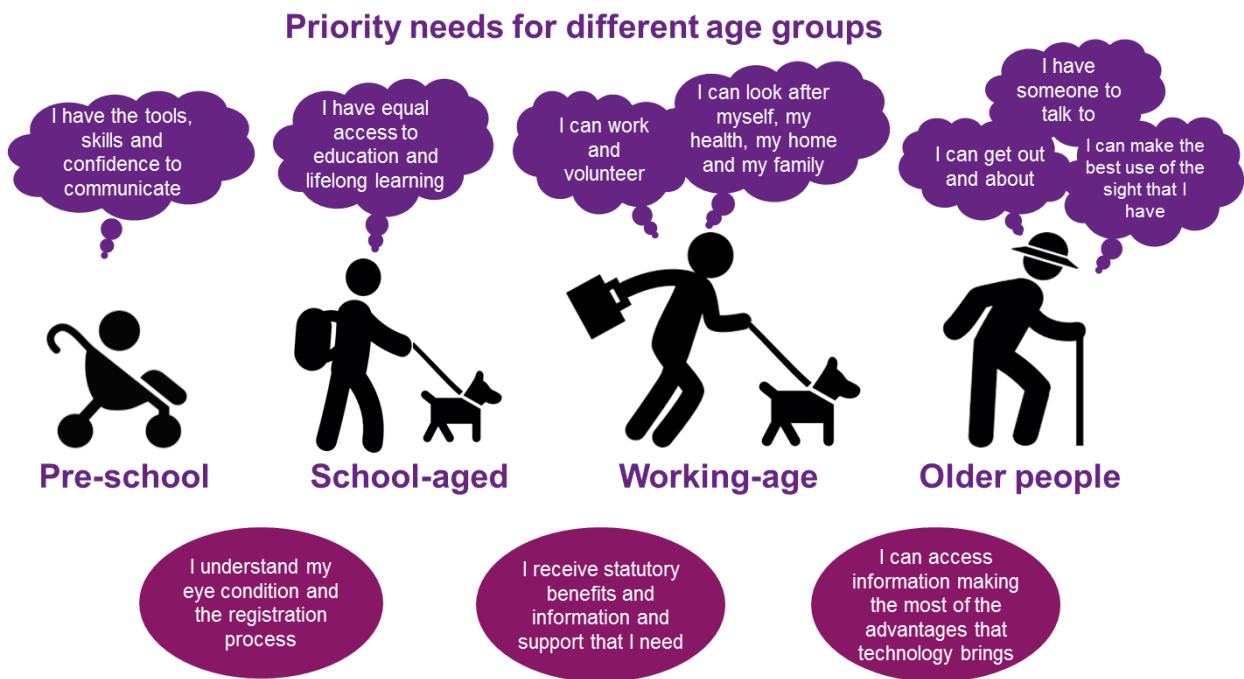 Priority needs for different age groups
I have the tools,
skills and
confidence to
communicate
I have equal
access to
education and
lifelong learning
I can work
and
volunteer
I can look after
myself, my
health, my home
and my family
I have
someone to
talk to
I can get out
and about
I can make the
best use of the
sight that I
have
Pre-school
School-aged
Working-age
Older people
I understand my
eye condition and
the registration
process
I receive statutory
benefits and
information and
support that I need
I can access
information making
the most of the
advantages that
technology brings